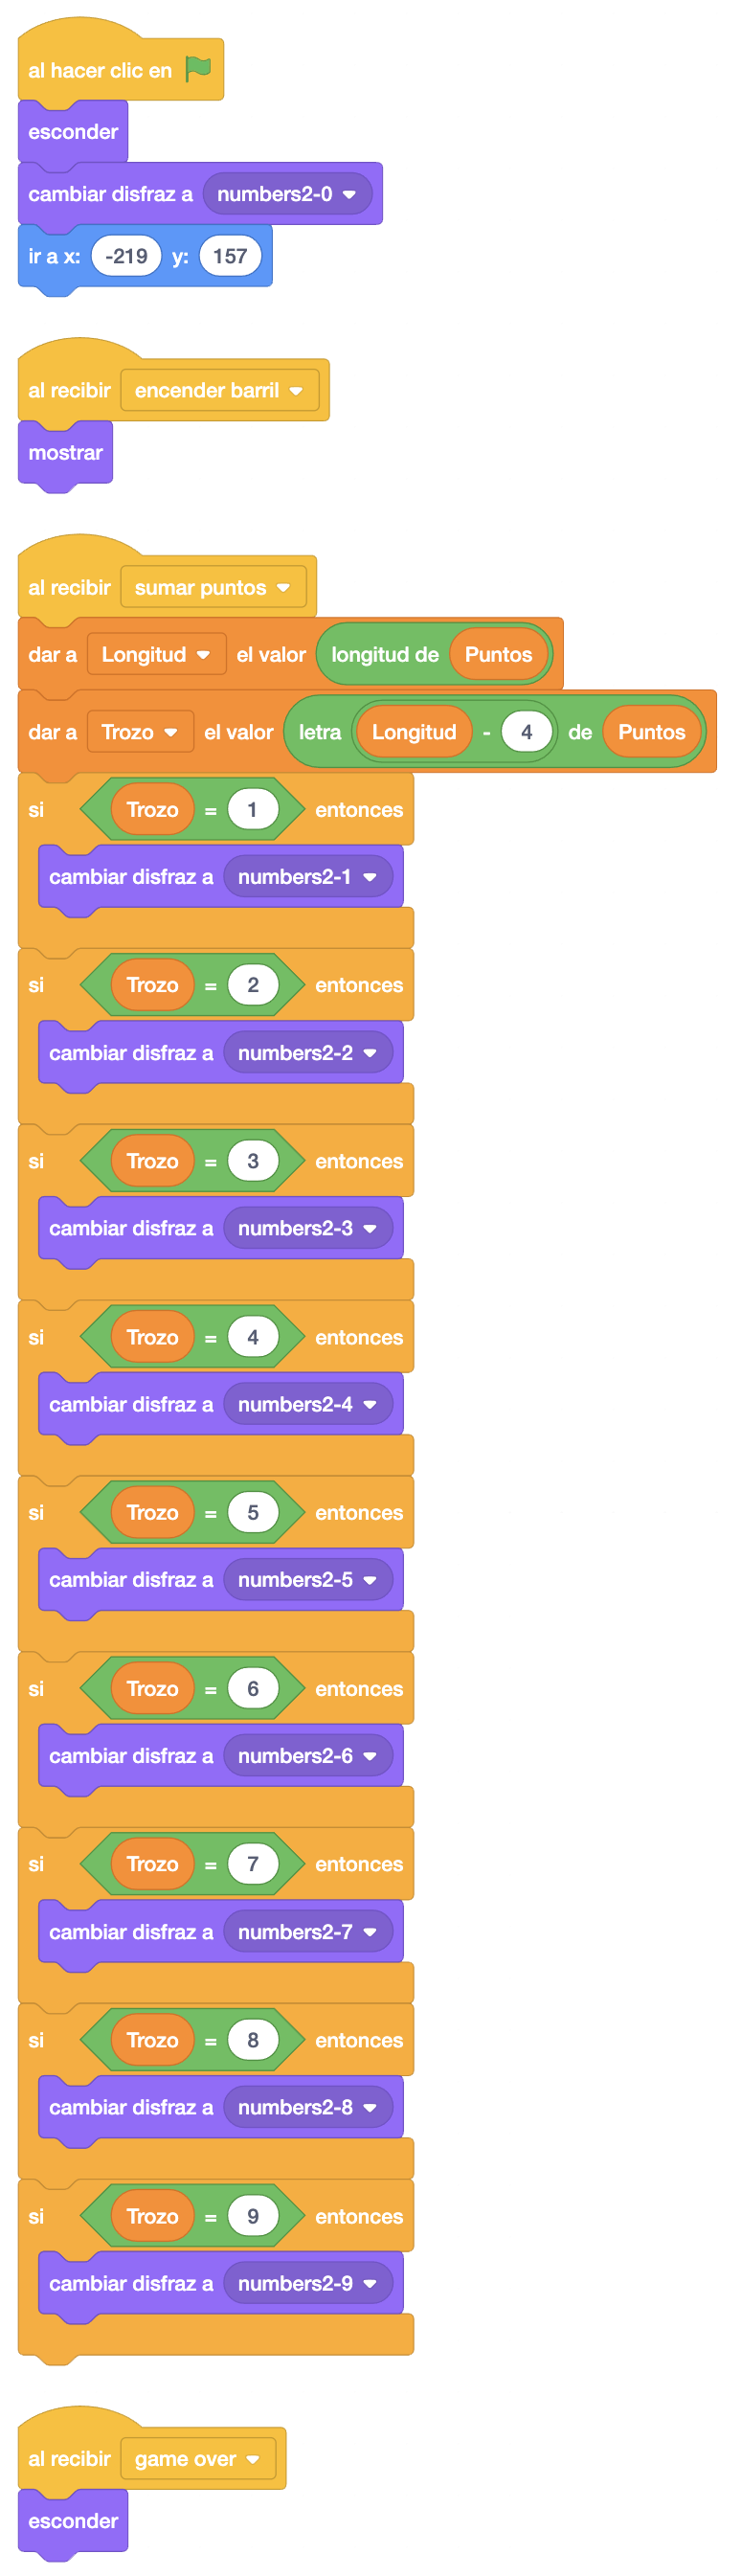 al hacer clic en
esconder
cambiar disfraz a numbers2-0
ir a x: -219 y: 157
al recibir encender barril
mostrar
al recibir sumar puntos
dar a Longitud el valor longitud de Puntos
dar a Trozo el valor letra Longitud - 4 de Puntos
si Trozo = 1 entonces
cambiar disfraz a numbers2-1
si Trozo = 2 entonces
cambiar disfraz a numbers2-2
si Trozo = 3 entonces
cambiar disfraz a numbers2-3
si Trozo = 4 entonces
cambiar disfraz a numbers2-4
si Trozo = 5 entonces
cambiar disfraz a numbers2-5
si Trozo = 6 entonces
cambiar disfraz a numbers2-6
si Trozo = 7 entonces
cambiar disfraz a numbers2-7
si Trozo = 8 entonces
cambiar disfraz a numbers2-8
si Trozo = 9 entonces
cambiar disfraz a numbers2-9
al recibir game over
esconder